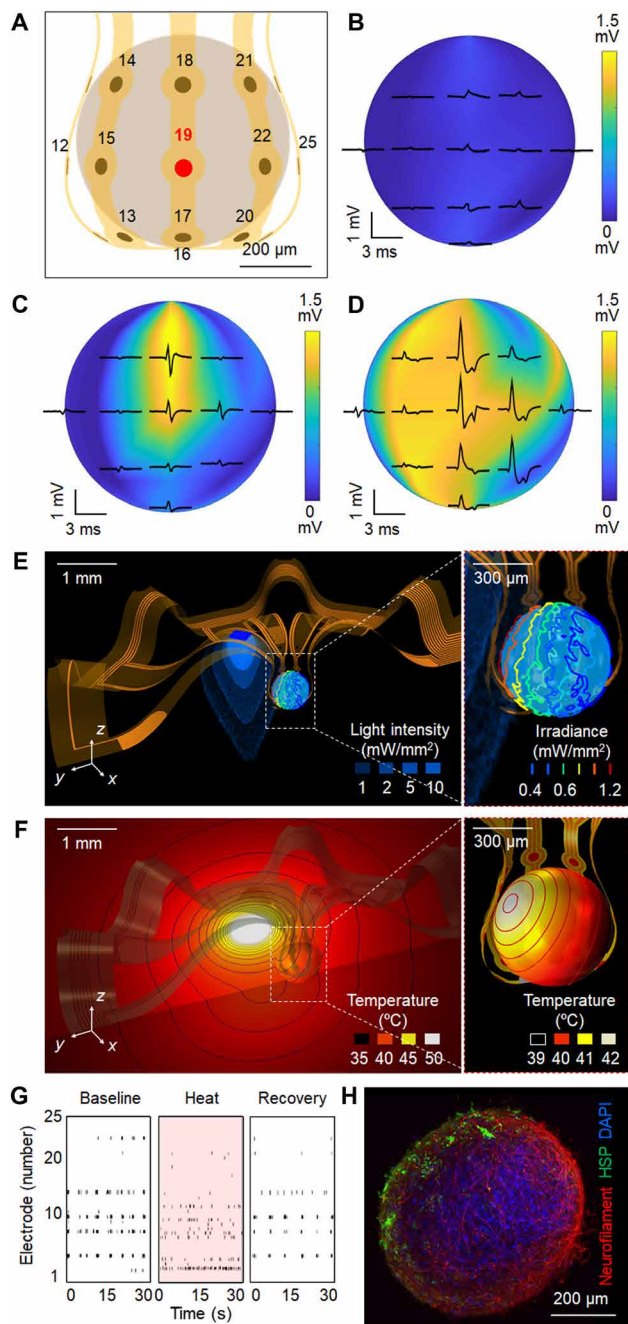 A
14
18
21
12
15
19
22
25
13
17
20
16
200 μm
B
1.5
mV
0
mV
1 mV
3 ms
C
1.5
mV
0
mV
1 mV
3 ms
D
1.5
mV
0
mV
1 mV
3 ms
E
1 mm
z
y
x
Light intensity
(mW/mm²)
1 2 5 10
300 μm
Irradiance
(mW/mm²)
0.4 0.6 1.2
F
1 mm
z
y
x
Temperature
(ºC)
35 40 45 50
300 μm
Temperature
(ºC)
39 40 41 42
G
Baseline Heat Recovery
Electrode (number)
25
20
10
1
0 30 0 30 0 30
Time (s)
H
Neurofilament HSP DAPI
200 μm